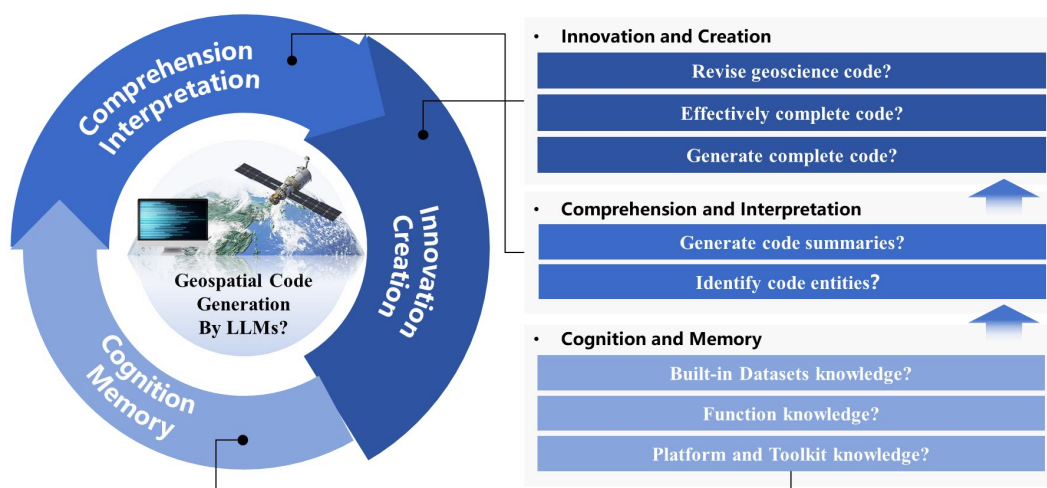 Comprehension
Interpretation
Innovation
Creation
Cognition
Memory
Geospatial Code
Generation
By LLMs?
• Innovation and Creation
Revise geoscience code?
Effectively complete code?
Generate complete code?
• Comprehension and Interpretation
Generate code summaries?
Identify code entities?
• Cognition and Memory
Built-in Datasets knowledge?
Function knowledge?
Platform and Toolkit knowledge?